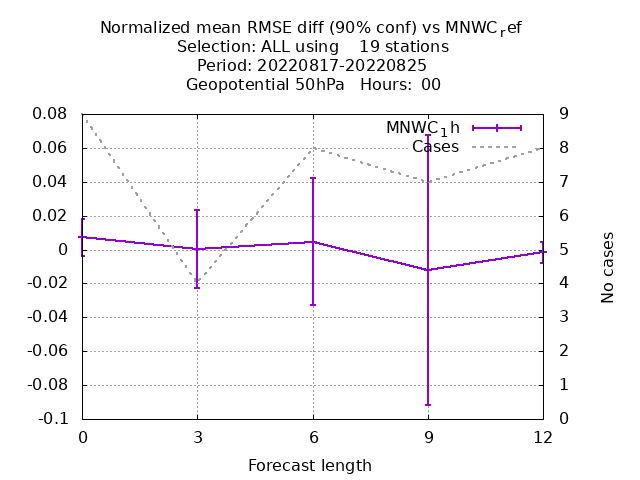 Normalized mean RMSE diff (90% conf) vs MNWC_ref
Selection: ALL using    19 stations
Period: 20220817-20220825
Geopotential 50hPa   Hours: 00
MNWC_1h
Cases
0.08
0.06
0.04
0.02
0
-0.02
-0.04
-0.06
-0.08
-0.1
9
8
7
6
5
4
3
2
1
0
No cases
0 3 6 9 12
Forecast length